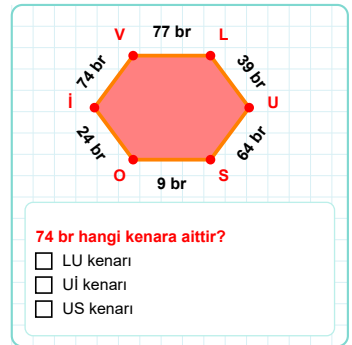 77 br
V
L
74 br
39 br
İ
U
24 br
64 br
O
S
9 br
74 br hangi kenara aittir?
LU kenarı
Uİ kenarı
US kenarı